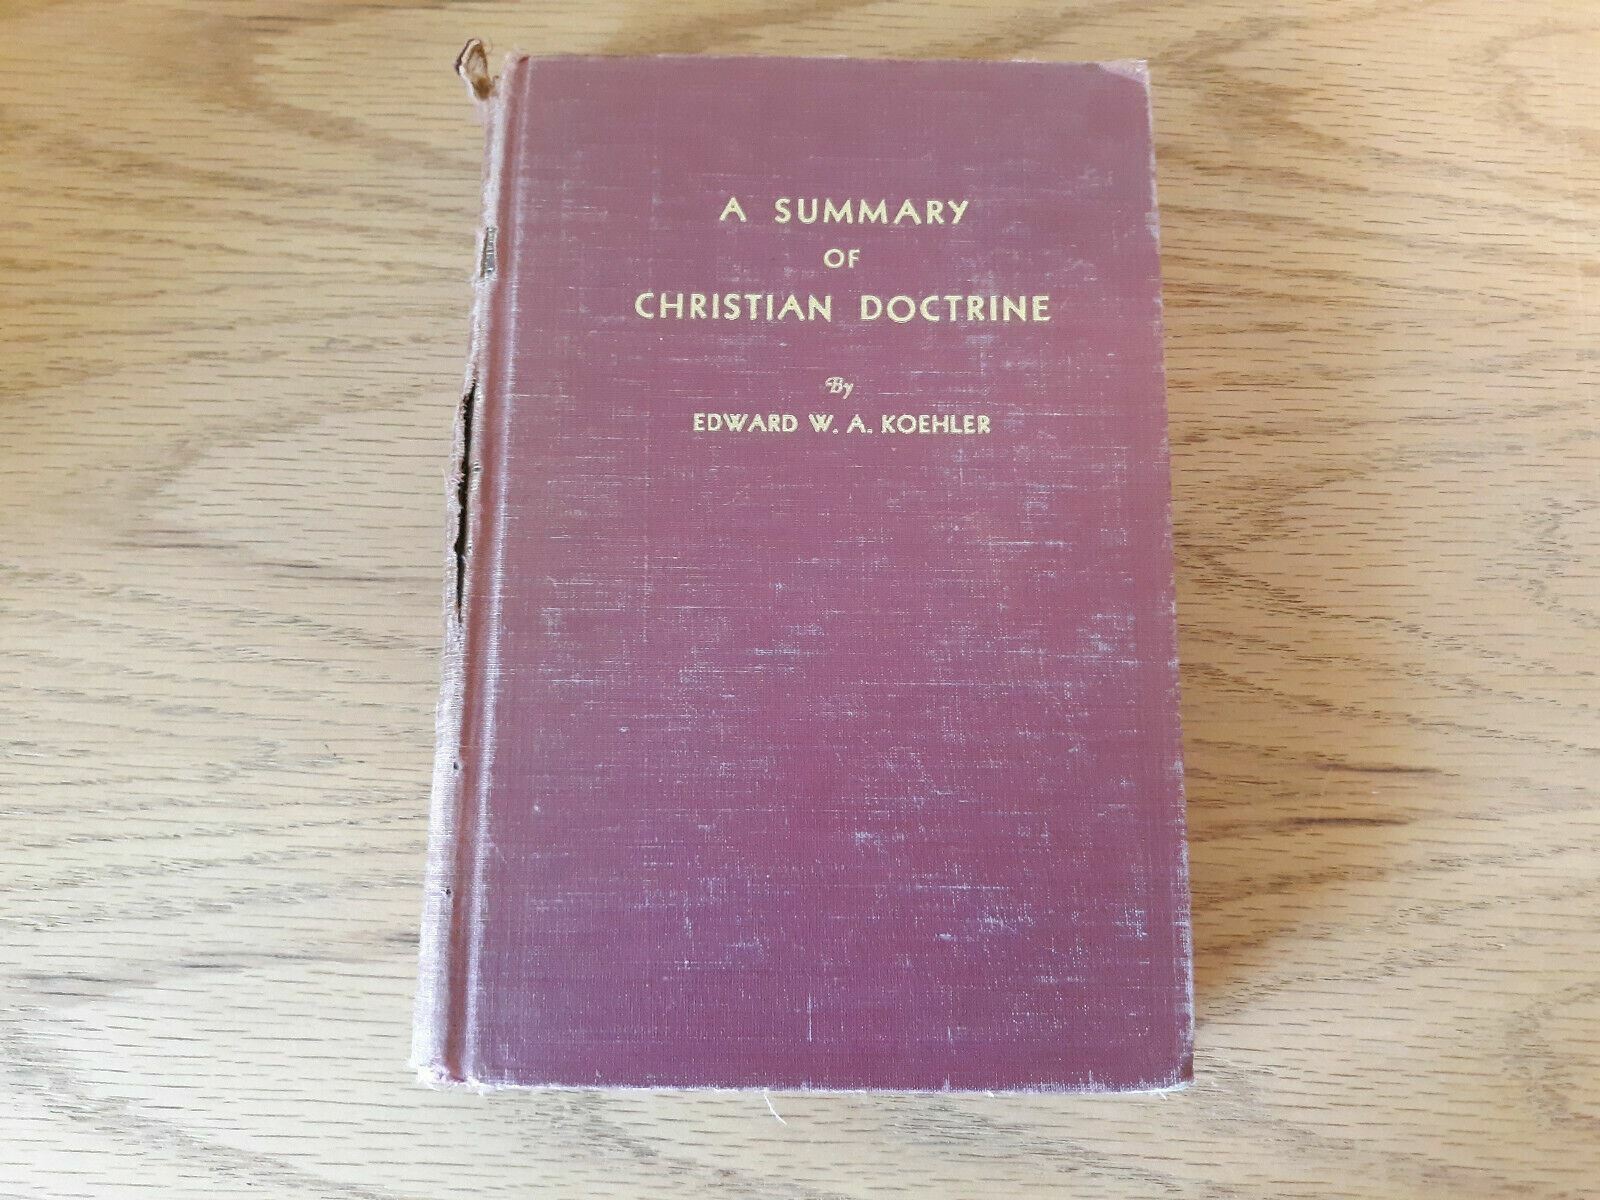 A SUMMARY
OF
CHRISTIAN DOCTRINE
By
EDWARD W. A. KOEHLER